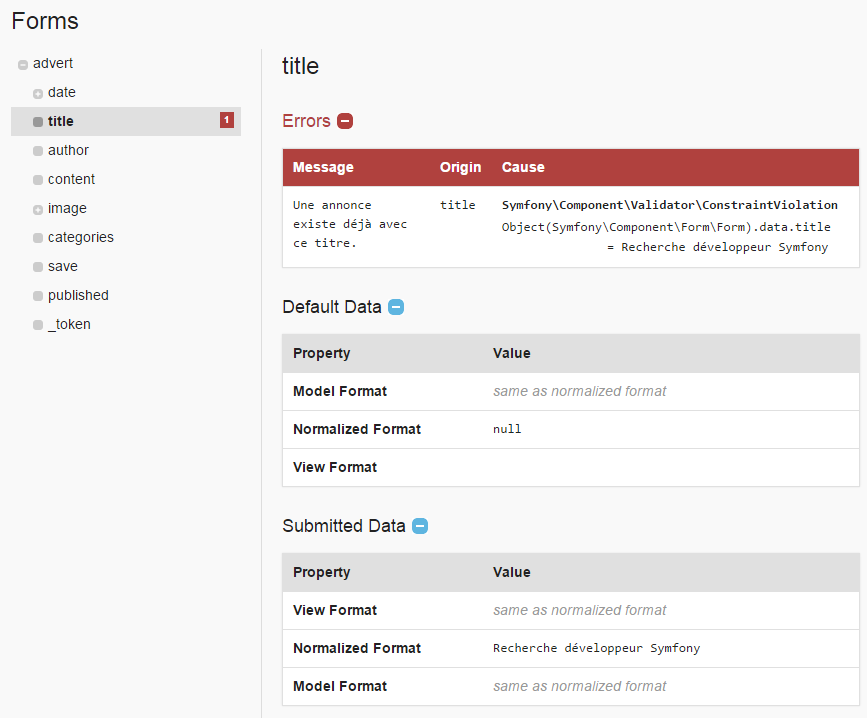 Forms
advert
date
title 1
author
content
image
categories
save
published
_token
title
Errors
Message Origin Cause
Une annonce
existe déjà avec
ce titre.
title
Symfony\Component\Validator\ConstraintViolation
Object(Symfony\Component\Form\Form).data.title
= Recherche développeur Symfony
Default Data
Property Value
Model Format same as normalized format
Normalized Format null
View Format
Submitted Data
Property Value
View Format same as normalized format
Normalized Format Recherche développeur Symfony
Model Format same as normalized format